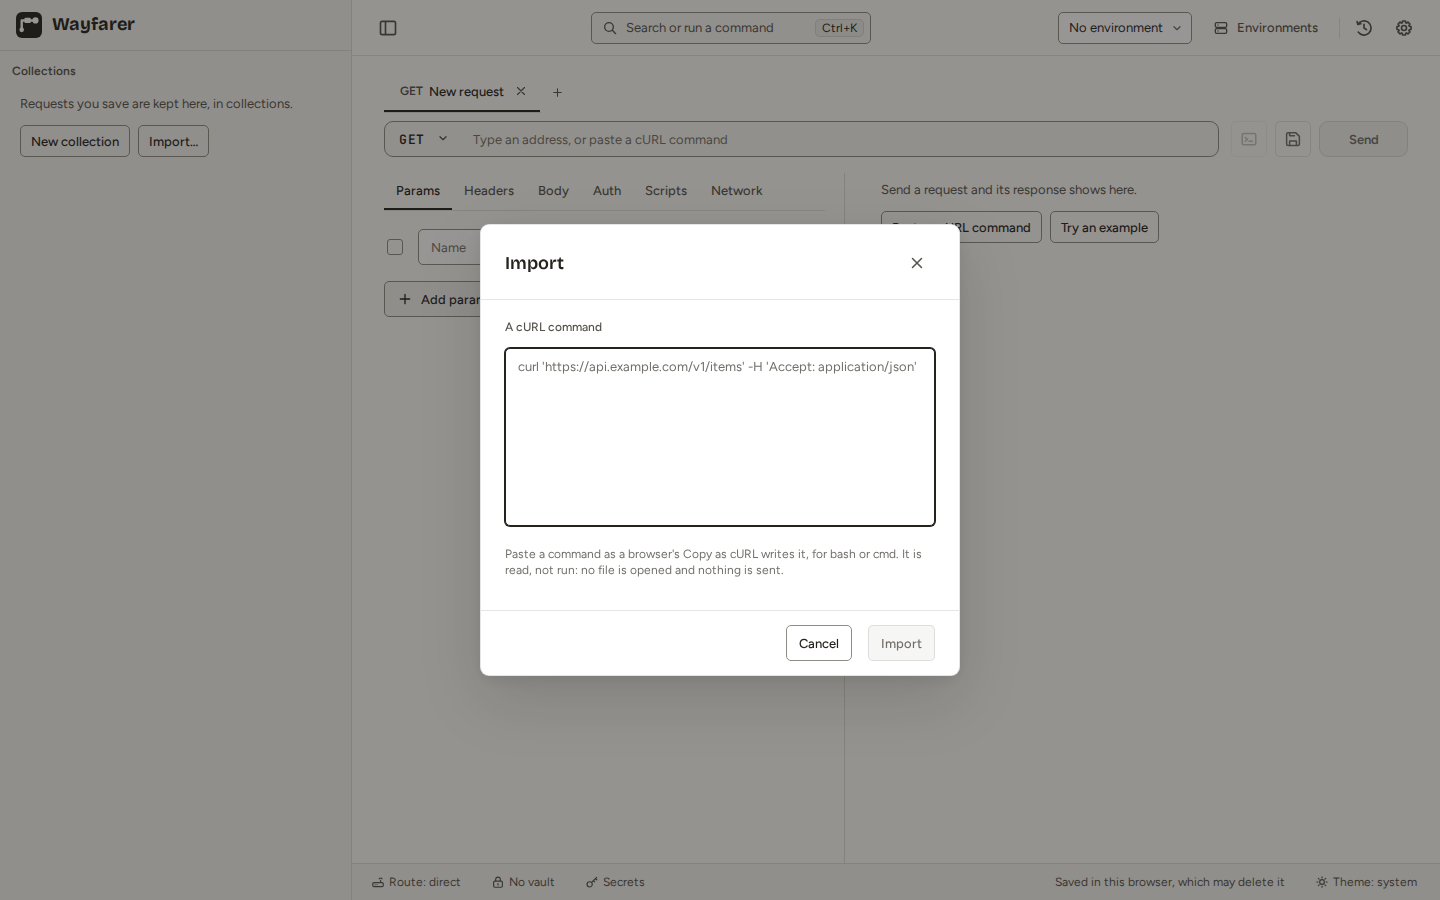 Wayfarer
Search or run a command
Ctrl+K
No environment
Environments
Collections
Requests you save are kept here, in collections.
New collection
Import...
GET New request
GET
Type an address, or paste a cURL command
Send
Params
Headers
Body
Auth
Scripts
Network
Send a request and its response shows here.
command
Try an example
Name
Add
Import
A cURL command
curl 'https://api.example.com/v1/items' -H 'Accept: application/json'
Paste a command as a browser's Copy as cURL writes it, for bash or cmd. It is
read, not run: no file is opened and nothing is sent.
Cancel
Import
Route: direct
No vault
Secrets
Saved in this browser, which may delete it
Theme: system